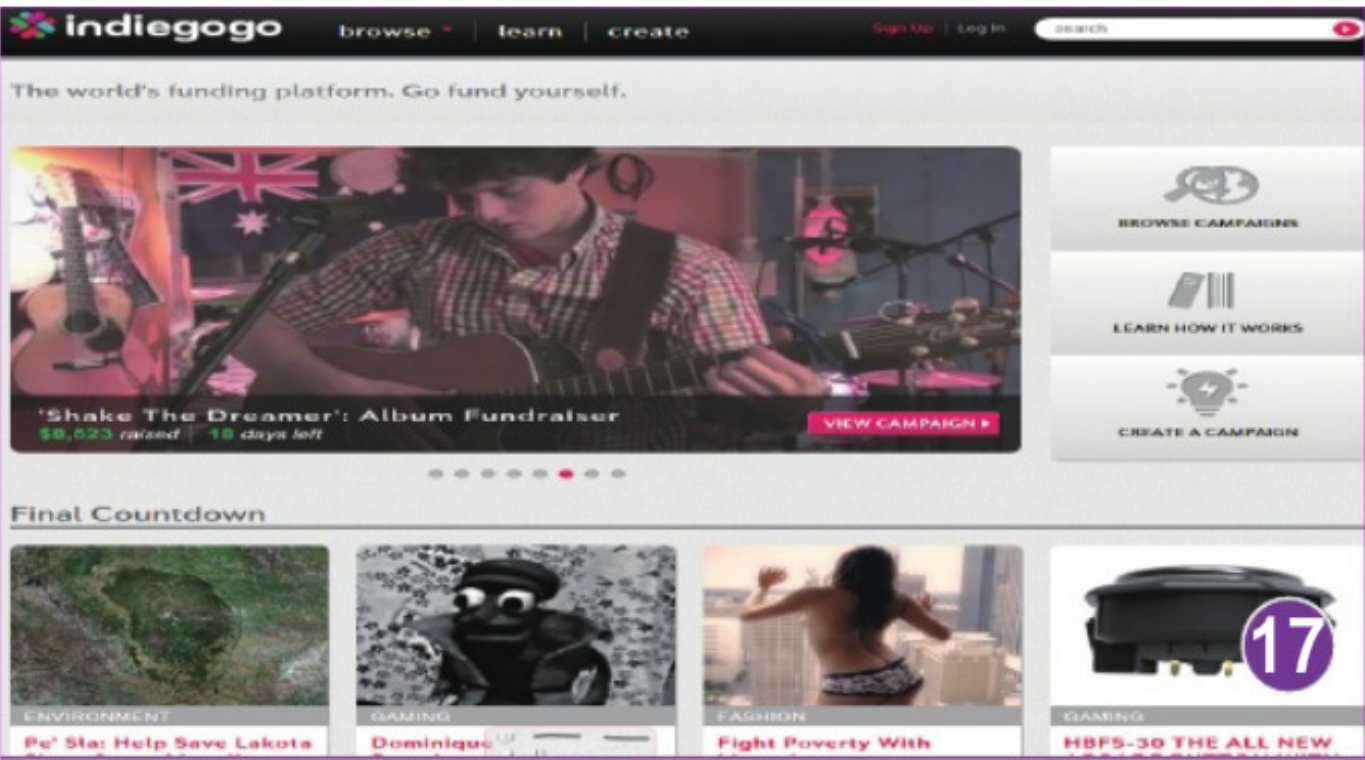 indiegogo browse learn create Sign Up Log In search
The world's funding platform. Go fund yourself.
BROWSE CAMPAIGNS
LEARN HOW IT WORKS
CREATE A CAMPAIGN
'Shake The Dreamer': Album Fundraiser
$8,523 raised 18 days left
VIEW CAMPAIGN
Final Countdown
17
ENVIRONMENT GAMING FASHION GAMING
Pe' Sla: Help Save Lakota Dominique Fight Poverty With HBFS-30 THE ALL NEW